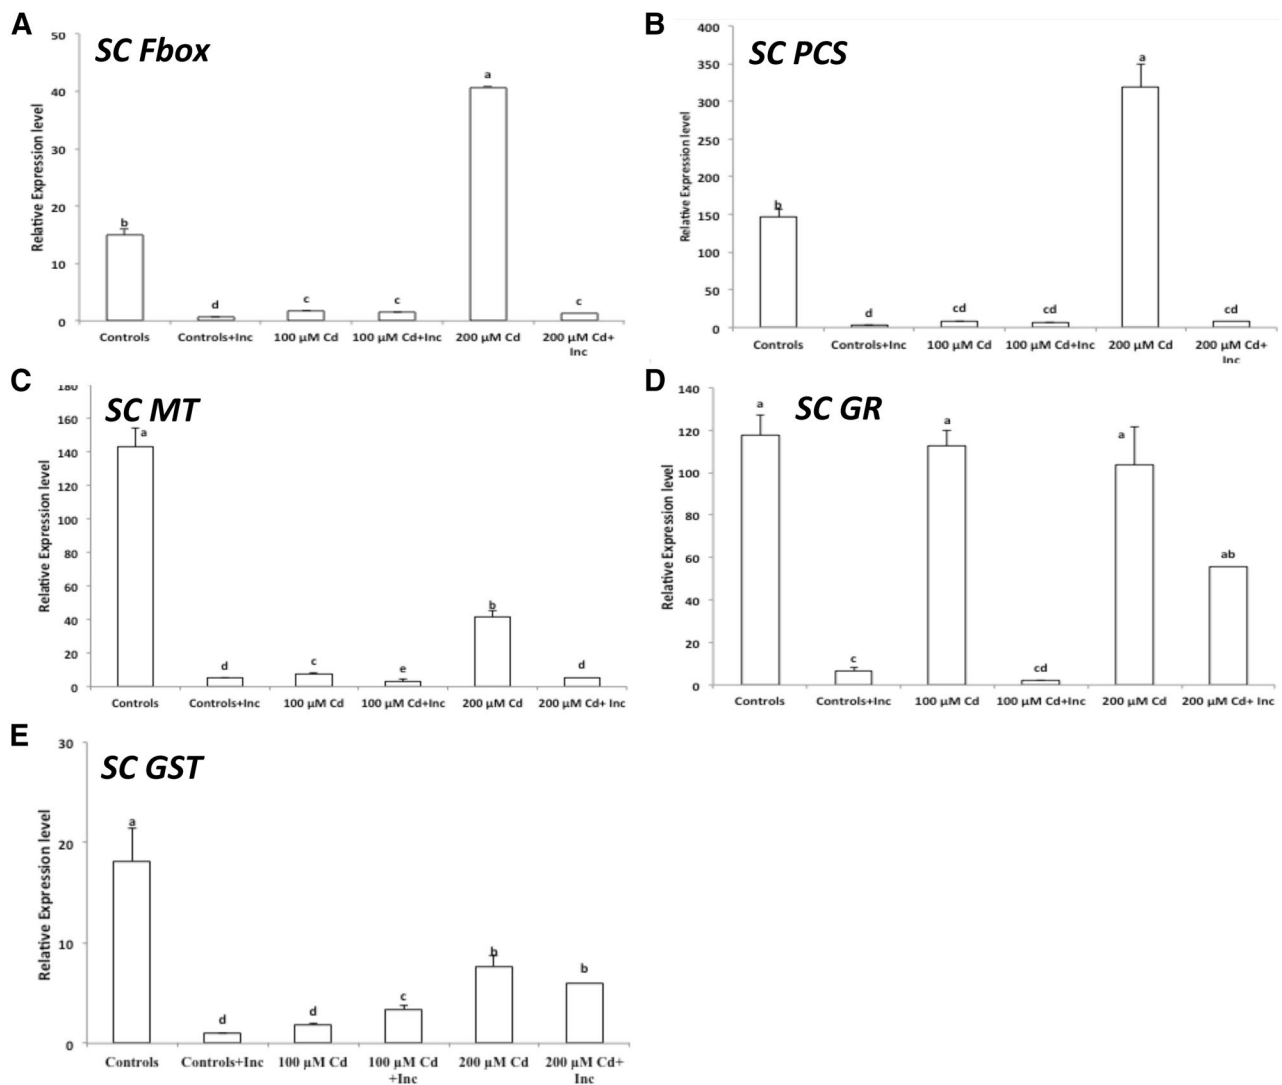 A
SC Fbox
Relative Expression level
50
40
30
20
10
0
b
d
c
c
a
c
Controls
Controls+Inc
100 µM Cd
100 µM Cd+Inc
200 µM Cd
200 µM Cd+
Inc
B
SC PCS
Relative Expression level
400
350
300
250
200
150
100
50
0
b
d
cd
cd
a
cd
Controls
Controls+Inc
100 µM Cd
100 µM Cd+Inc
200 µM Cd
200 µM Cd+
Inc
C
SC MT
Relative Expression level
180
160
140
120
100
80
60
40
20
0
a
d
c
e
b
d
Controls
Controls+Inc
100 µM Cd
100 µM Cd+Inc
200 µM Cd
200 µM Cd+ Inc
D
SC GR
Relative Expression level
140
120
100
80
60
40
20
0
a
c
a
cd
a
ab
Controls
Controls+Inc
100 µM Cd
100 µM Cd+Inc
200 µM Cd
200 µM Cd+ Inc
E
SC GST
Relative Expression level
30
20
10
0
a
d
d
c
b
b
Controls
Controls+Inc
100 µM Cd
100 µM Cd
+Inc
200 µM Cd
200 µM Cd+
Inc